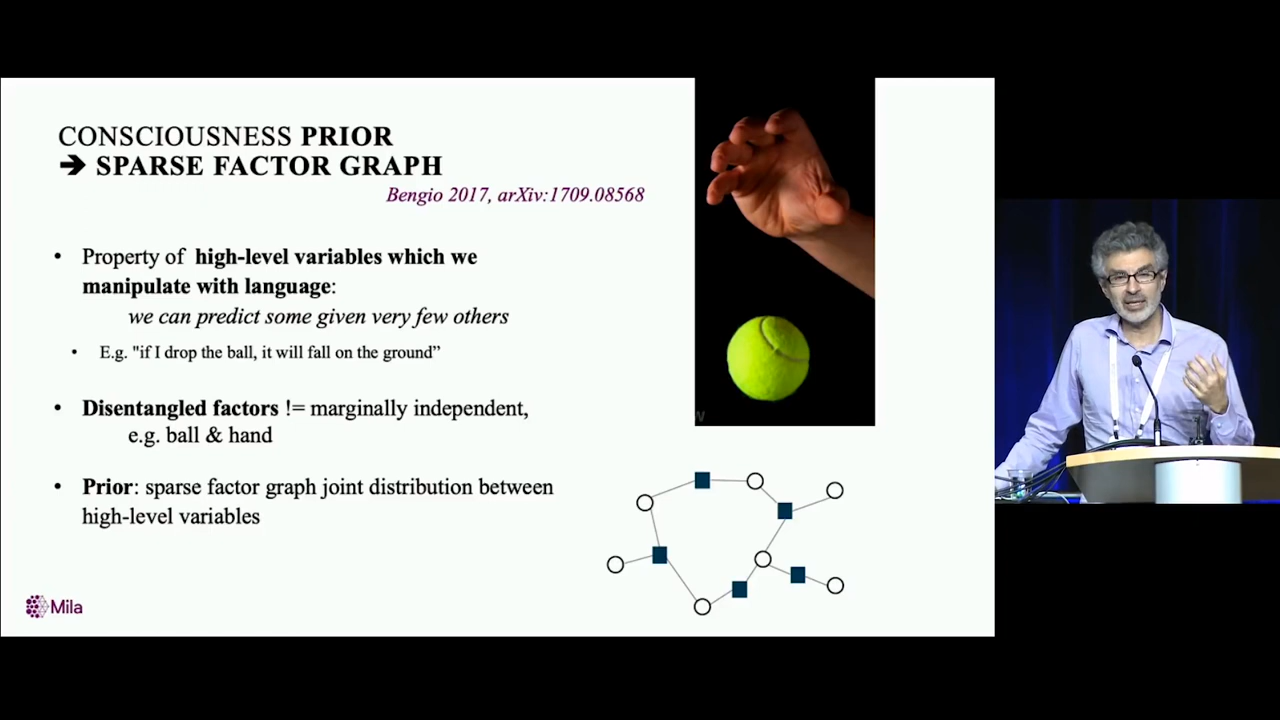 CONSCIOUSNESS PRIOR
➔ SPARSE FACTOR GRAPH
Bengio 2017, arXiv:1709.08568
• Property of high-level variables which we
manipulate with language:
we can predict some given very few others
• E.g. "if I drop the ball, it will fall on the ground”
• Disentangled factors != marginally independent,
e.g. ball & hand
• Prior: sparse factor graph joint distribution between
high-level variables
Mila